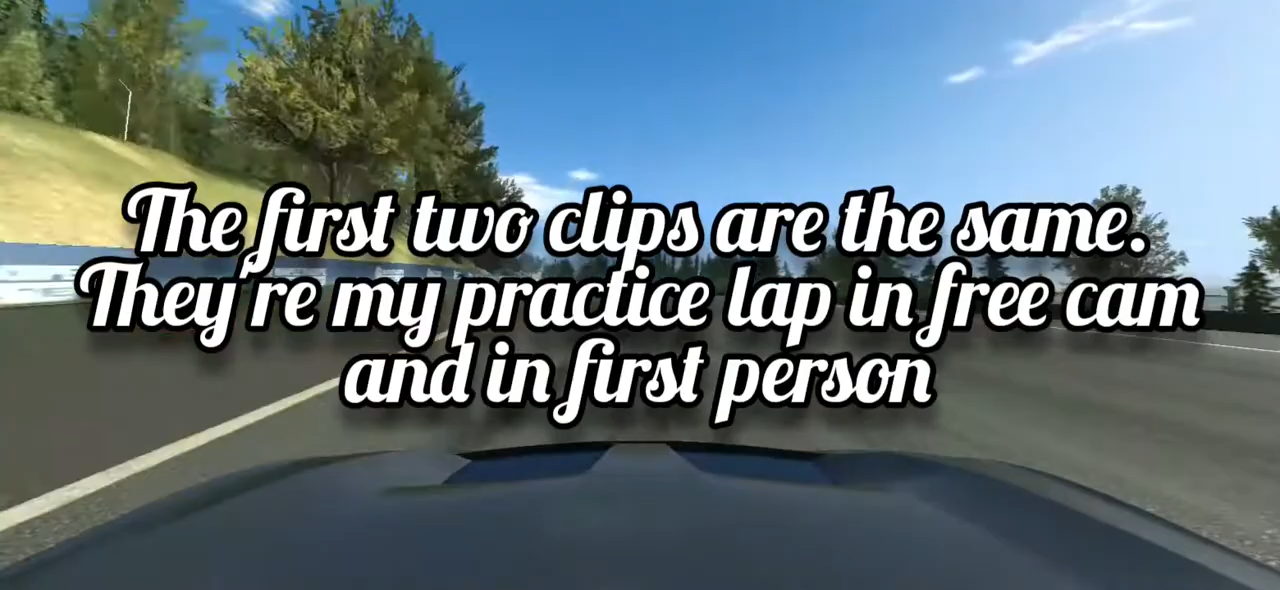 The first two clips are the same.
They're my practice lap in free cam
and in first person